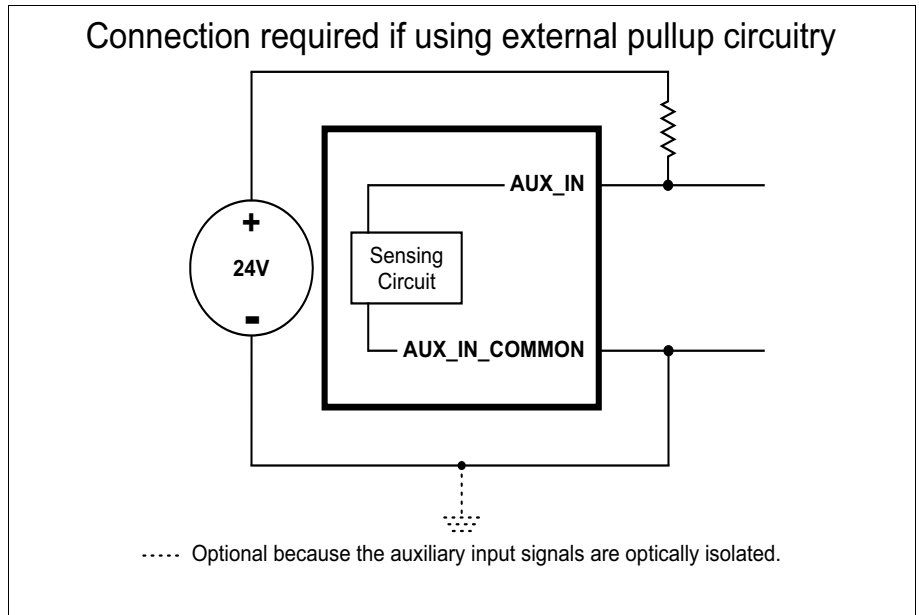 Connection required if using external pullup circuitry
AUX_IN
+
24V
-
Sensing
Circuit
AUX_IN_COMMON
Optional because the auxiliary input signals are optically isolated.